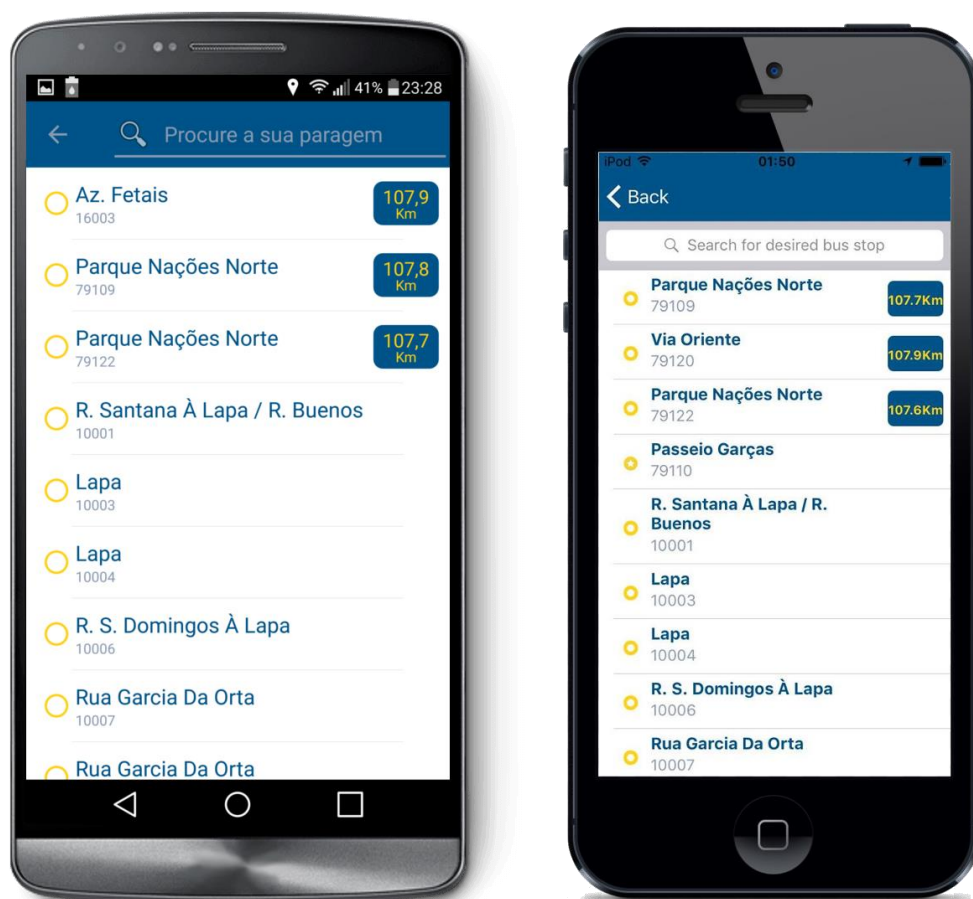 41% 23:28
Procure a sua paragem
Az. Fetais
16003
107,9
Km
Parque Nações Norte
79109
107,8
Km
Parque Nações Norte
79122
107,7
Km
R. Santana À Lapa / R. Buenos
10001
Lapa
10003
Lapa
10004
R. S. Domingos À Lapa
10006
Rua Garcia Da Orta
10007
Rua Garcia Da Orta
iPod 01:50
Back
Search for desired bus stop
Parque Nações Norte
79109
107.7Km
Via Oriente
79120
107.9Km
Parque Nações Norte
79122
107.6Km
Passeio Garças
79110
R. Santana À Lapa / R.
Buenos
10001
Lapa
10003
Lapa
10004
R. S. Domingos À Lapa
10006
Rua Garcia Da Orta
10007